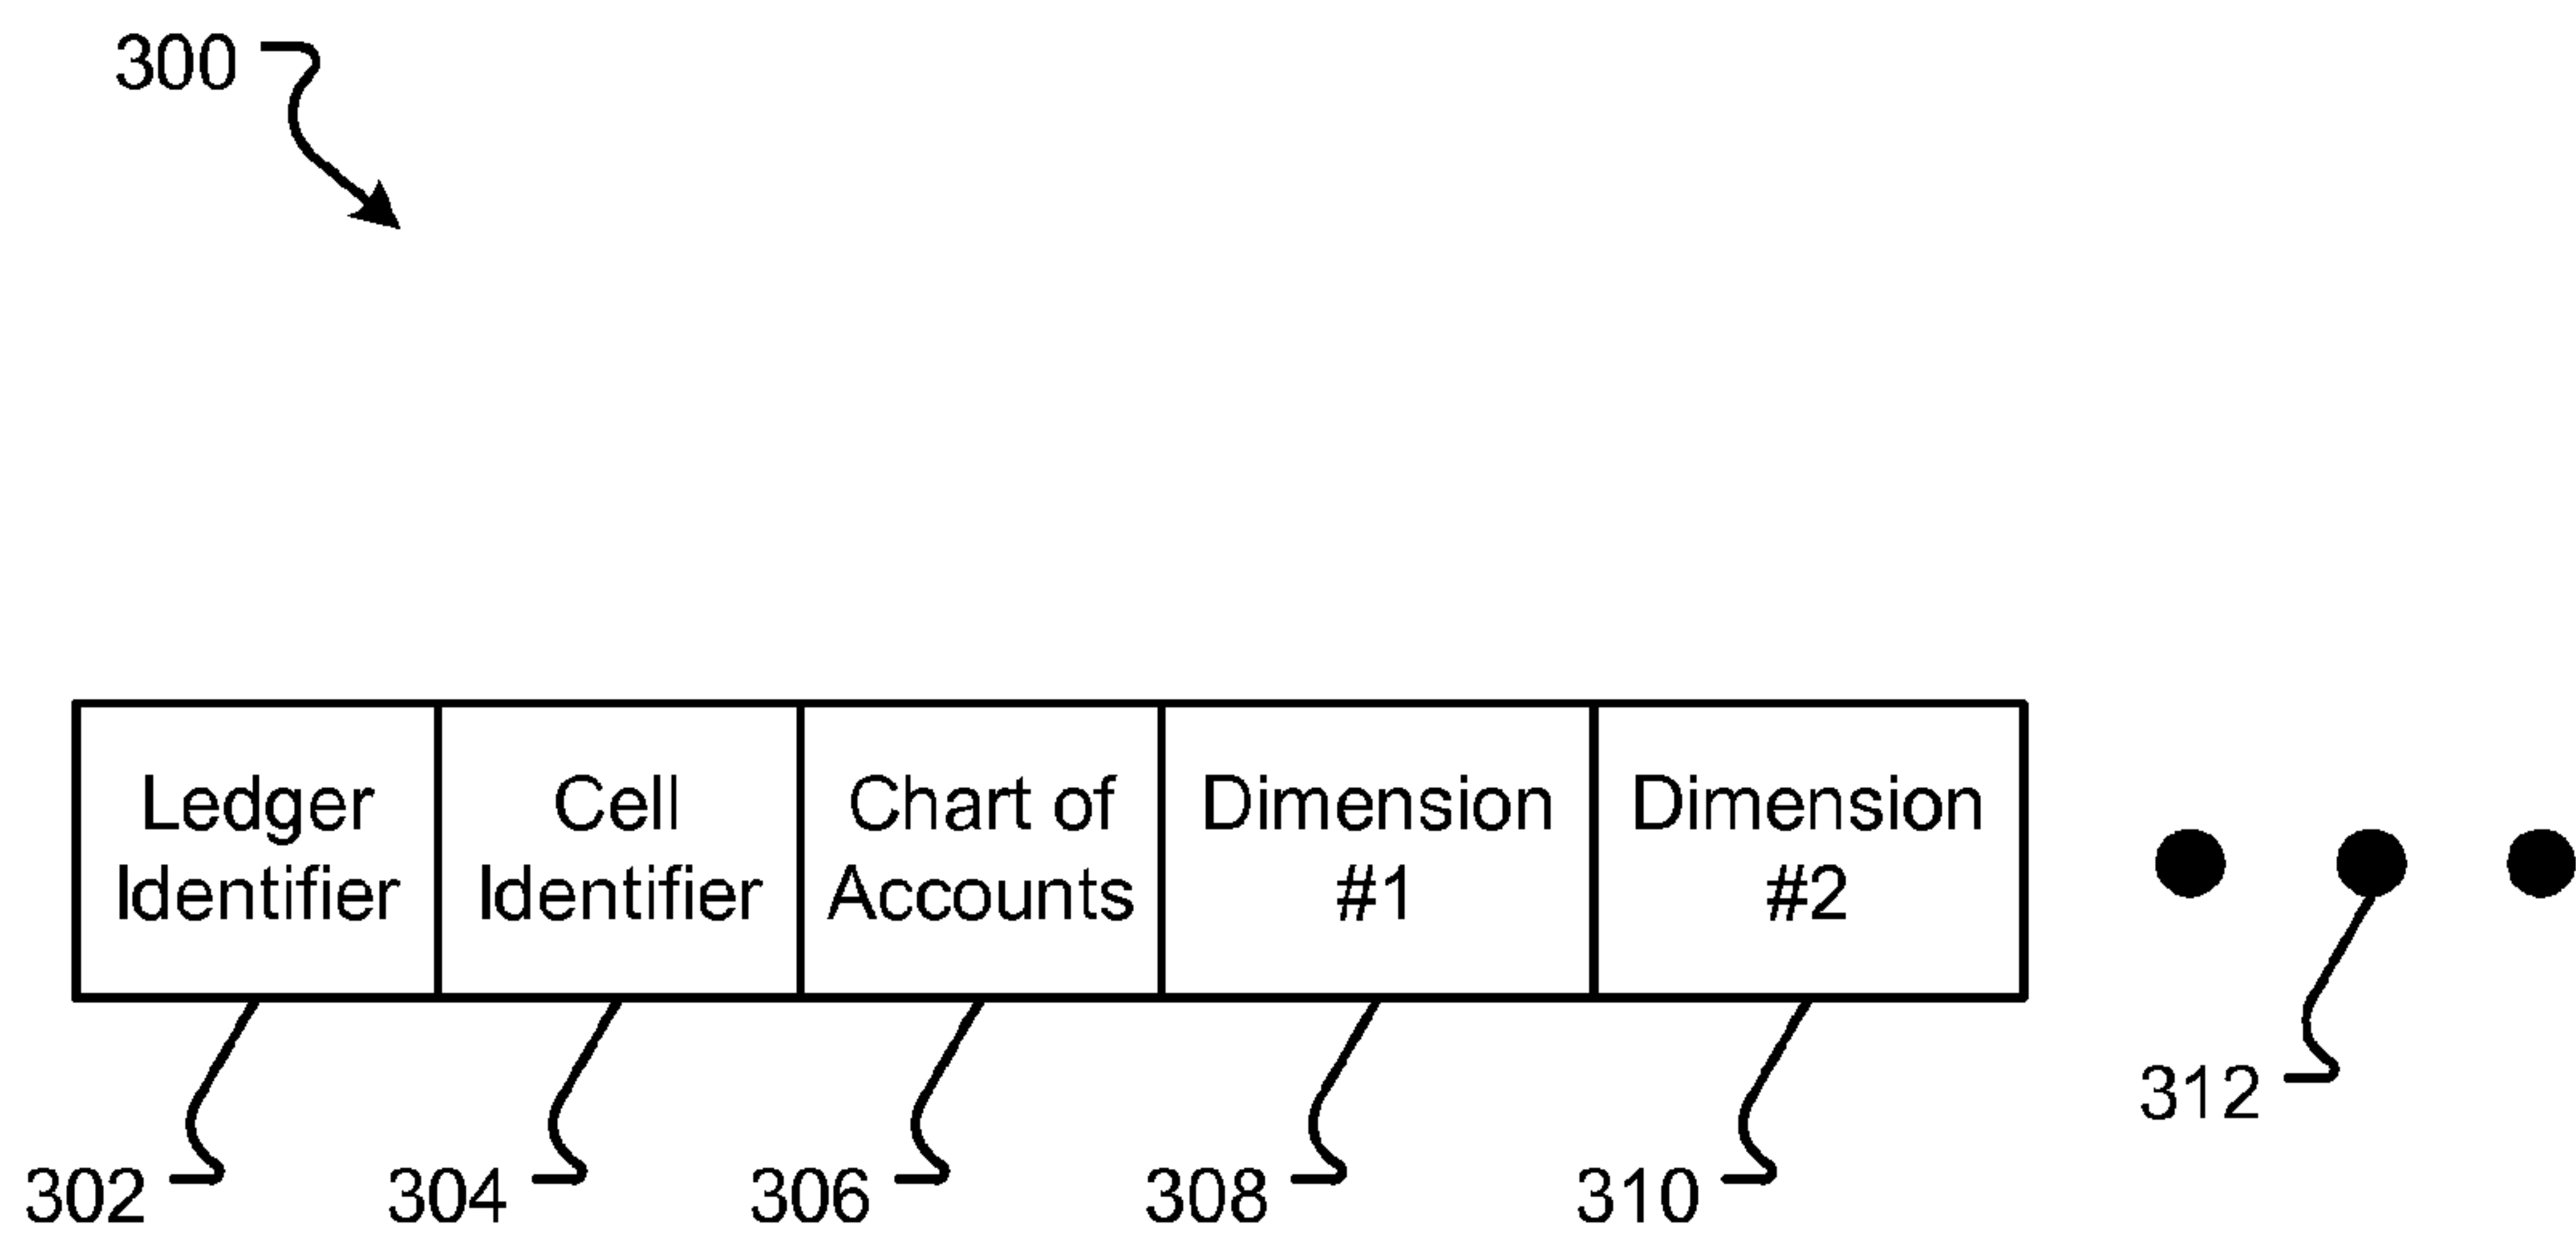 300
Ledger
Identifier
Cell
Identifier
Chart of
Accounts
Dimension
#1
Dimension
#2
312
302
304
306
308
310